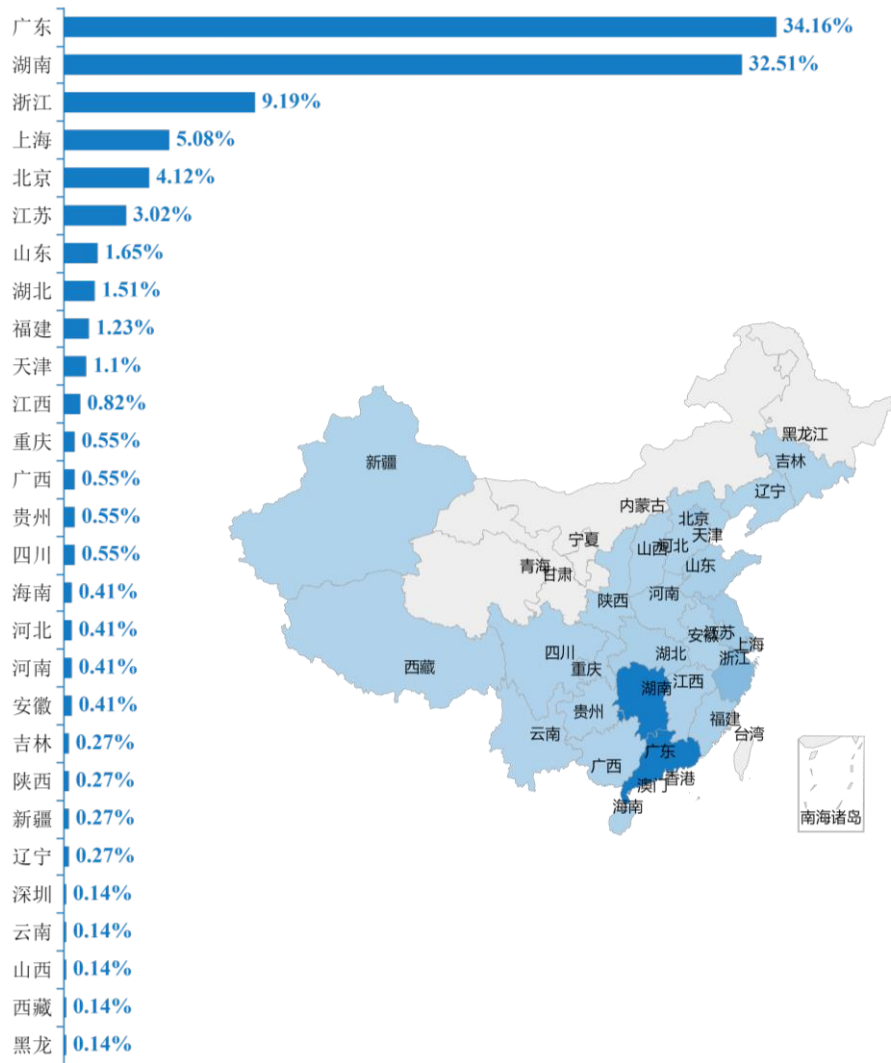 广东 34.16%
湖南 32.51%
浙江 9.19%
上海 5.08%
北京 4.12%
江苏 3.02%
山东 1.65%
湖北 1.51%
福建 1.23%
天津 1.1%
江西 0.82%
重庆 0.55%
广西 0.55%
贵州 0.55%
四川 0.55%
海南 0.41%
河北 0.41%
河南 0.41%
安徽 0.41%
吉林 0.27%
陕西 0.27%
新疆 0.27%
辽宁 0.27%
深圳 0.14%
云南 0.14%
山西 0.14%
西藏 0.14%
黑龙 0.14%
黑龙江
吉林
新疆
辽宁
内蒙古
北京
天津
宁夏
山西
河北
青海
甘肃
山东
陕西
河南
安徽
江苏
上海
四川
湖北
浙江
西藏
重庆
湖南
江西
贵州
福建
云南
台湾
广东
广西
香港
澳门
海南
南海诸岛